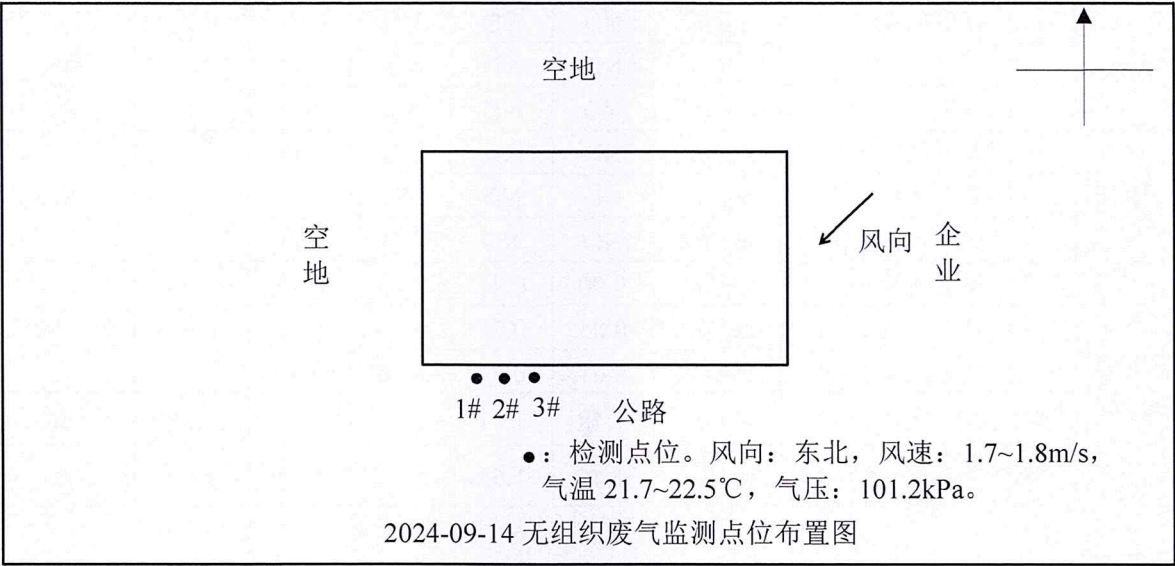 空地
空地
风向
企业
1# 2# 3#
公路
●：检测点位。风向：东北，风速：1.7~1.8m/s，
气温 21.7~22.5℃，气压：101.2kPa。
2024-09-14 无组织废气监测点位布置图